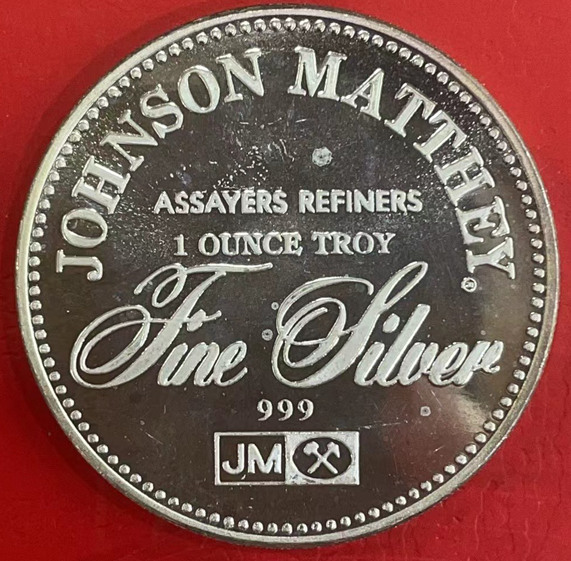 JOHNSON MATTHEY®
ASSAYERS REFINERS
1 OUNCE TROY
Fine Silver
999
JM